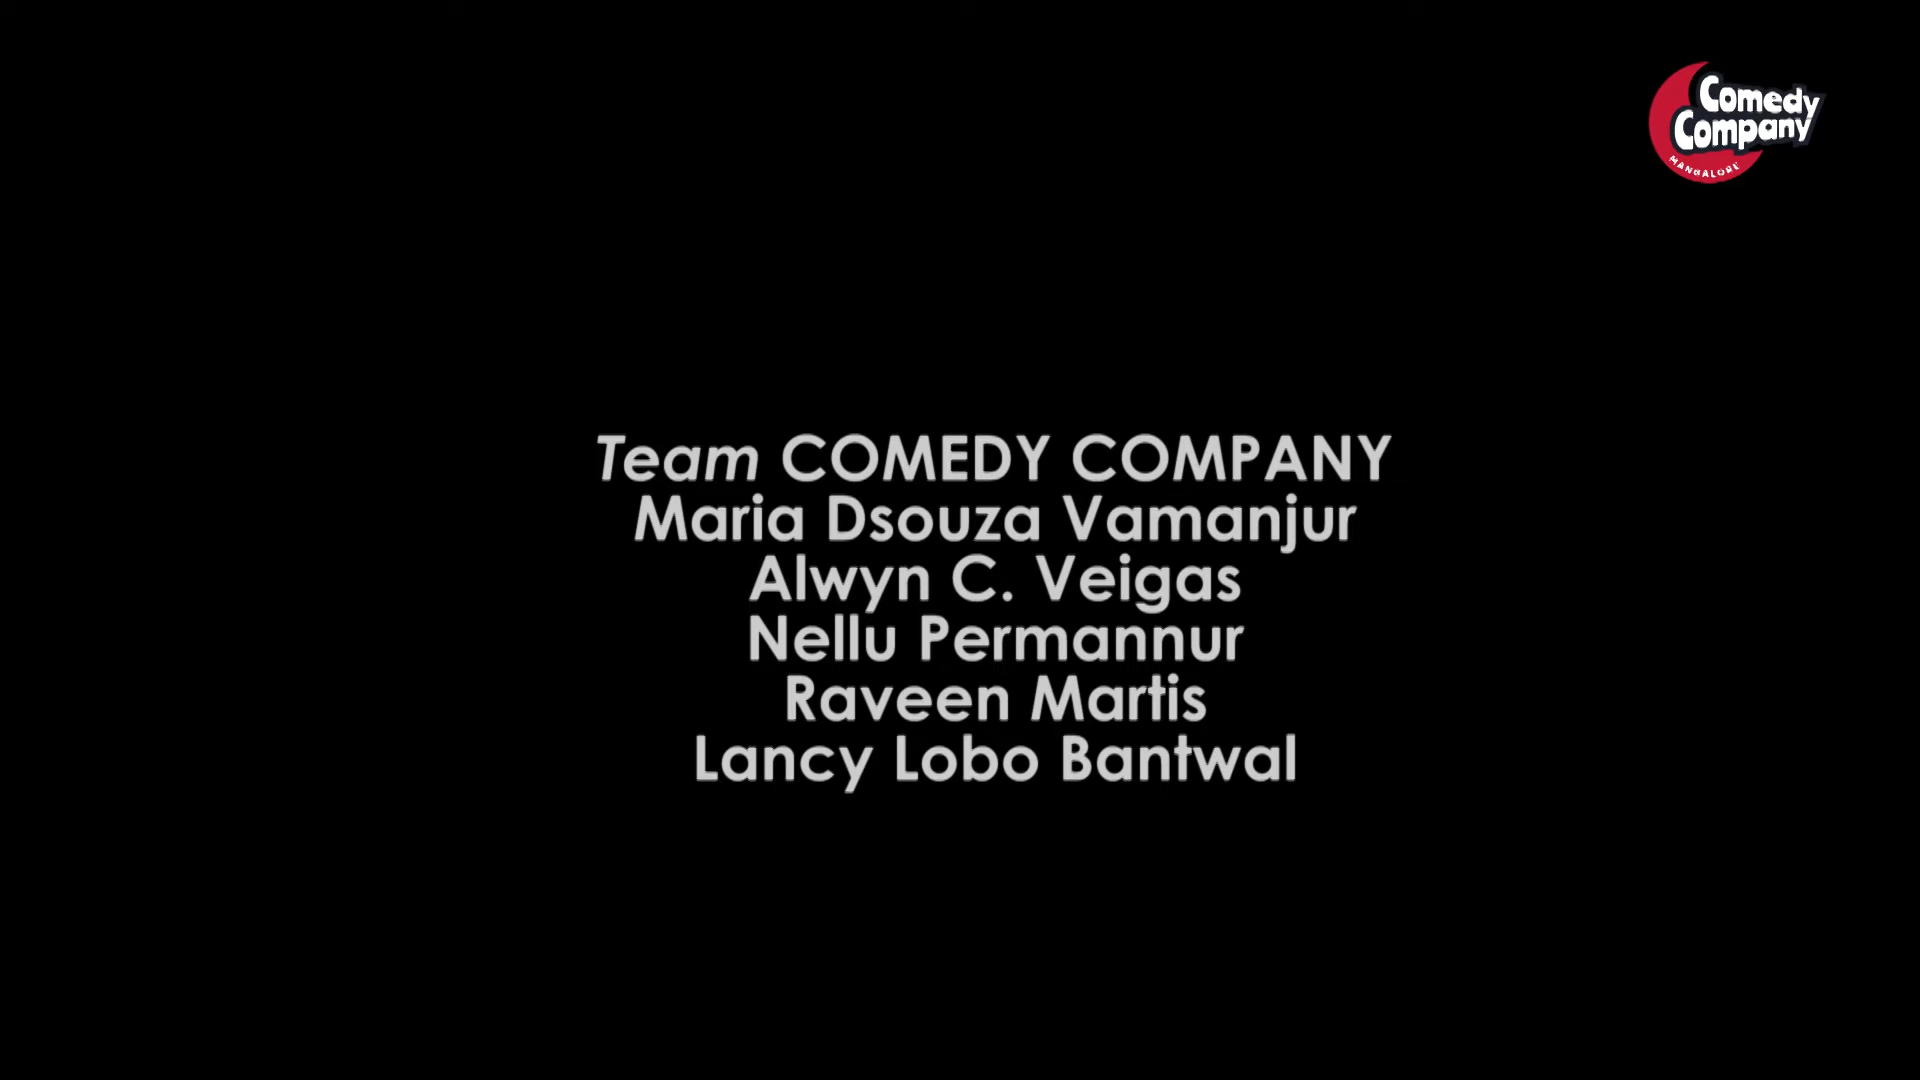 Comedy
Company
MANGALORE
Team COMEDY COMPANY
Maria Dsouza Vamanjur
Alwyn C. Veigas
Nellu Permannur
Raveen Martis
Lancy Lobo Bantwal